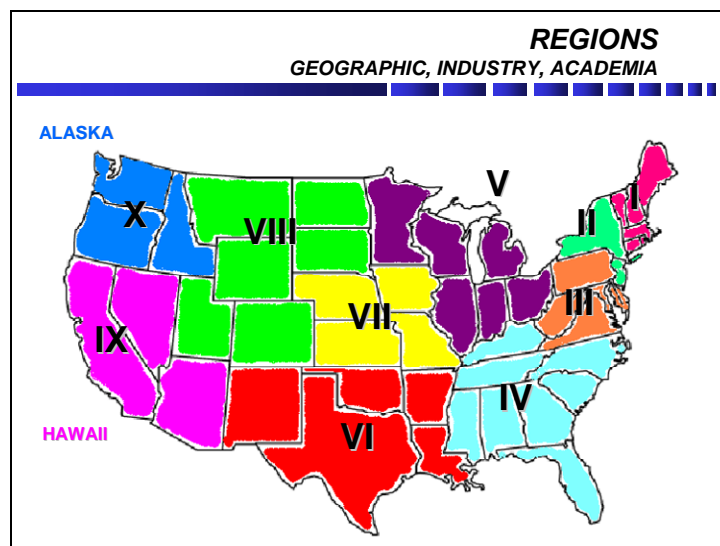 REGIONS
GEOGRAPHIC, INDUSTRY, ACADEMIA
ALASKA
V
X
I
II
VIII
III
VII
IX
IV
VI
HAWAII